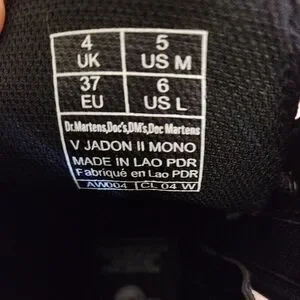 4 5
UK US M
37 6
EU US L
Dr.Martens,Doc's,DM's,Doc Martens
V JADON II MONO
MADE IN LAO PDR
Fabriqué en Lao PDR
AW004 CL 04 W